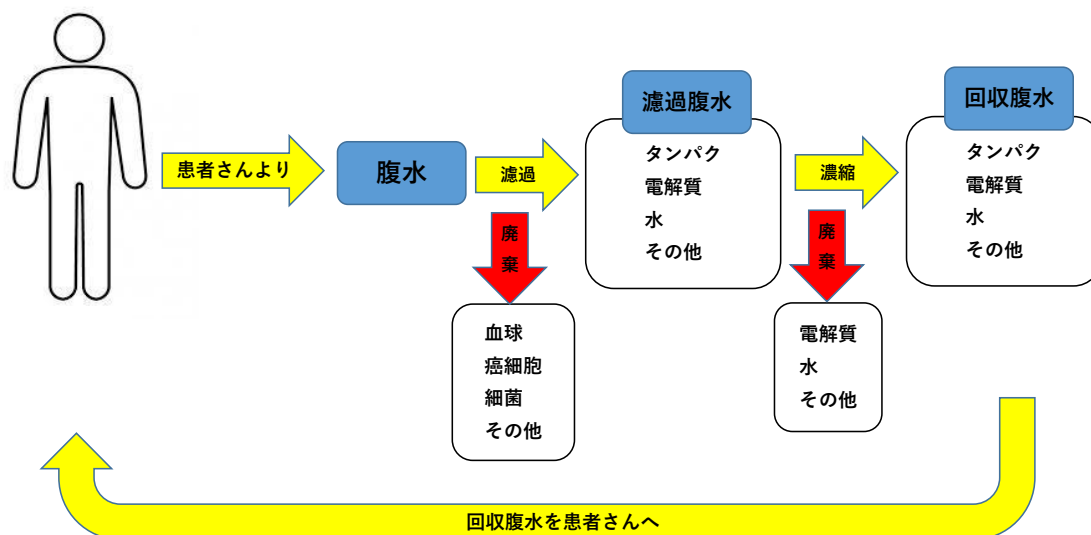 患者さんより
腹水
濾過
濾過腹水
タンパク
電解質
水
その他
濃縮
回収腹水
タンパク
電解質
水
その他
廃
棄
血球
癌細胞
細菌
その他
廃
棄
電解質
水
その他
回収腹水を患者さんへ